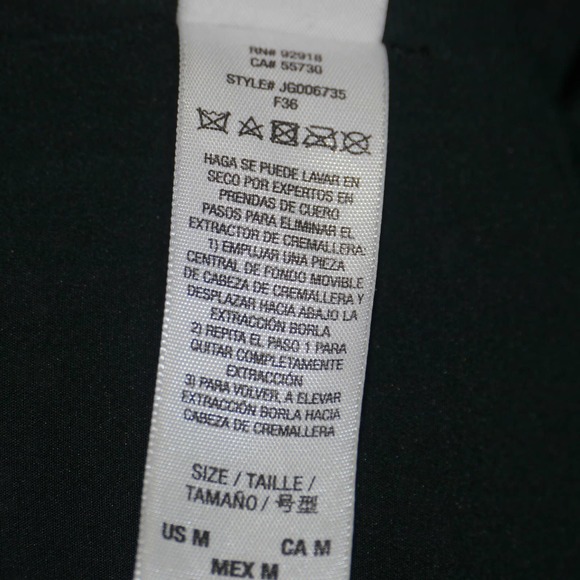 RN# 92918
CA# 55730
STYLE# JG006735
F36
HAGA SE PUEDE LAVAR EN
SECO POR EXPERTOS EN
PRENDAS DE CUERO
PASOS PARA ELIMINAR EL
EXTRACTOR DE CREMALLERA:
1) EMPUJAR UNA PIEZA
CENTRAL DE FONDO MOVIBLE
DE CABEZA DE CREMALLERA Y
DESPLAZAR HACIA ABAJO LA
EXTRACCIÓN BORLA
2) REPITA EL PASO 1 PARA
QUITAR COMPLETAMENTE
EXTRACCIÓN
3) PARA VOLVER, A ELEVAR
EXTRACCIÓN BORLA HACIA
CABEZA DE CREMALLERA
SIZE / TAILLE /
TAMAÑO / 号型
US M CA M
MEX M